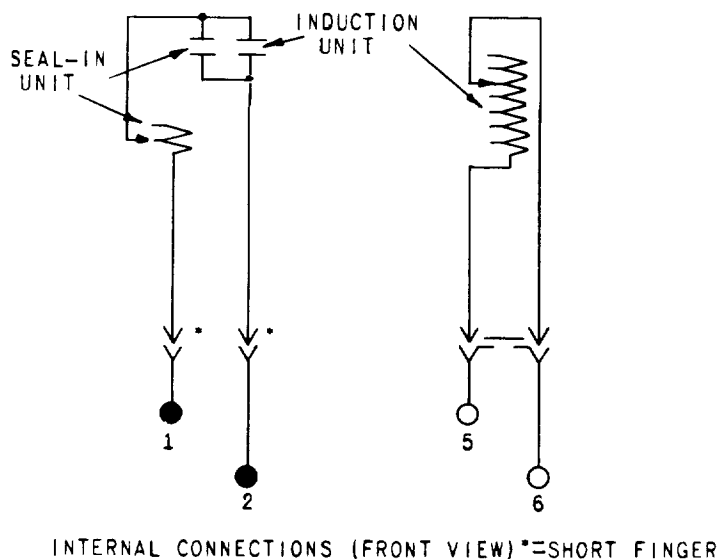 INDUCTION
UNIT
SEAL-IN
UNIT
* *
1
2
5
6
INTERNAL CONNECTIONS (FRONT VIEW) *=SHORT FINGER